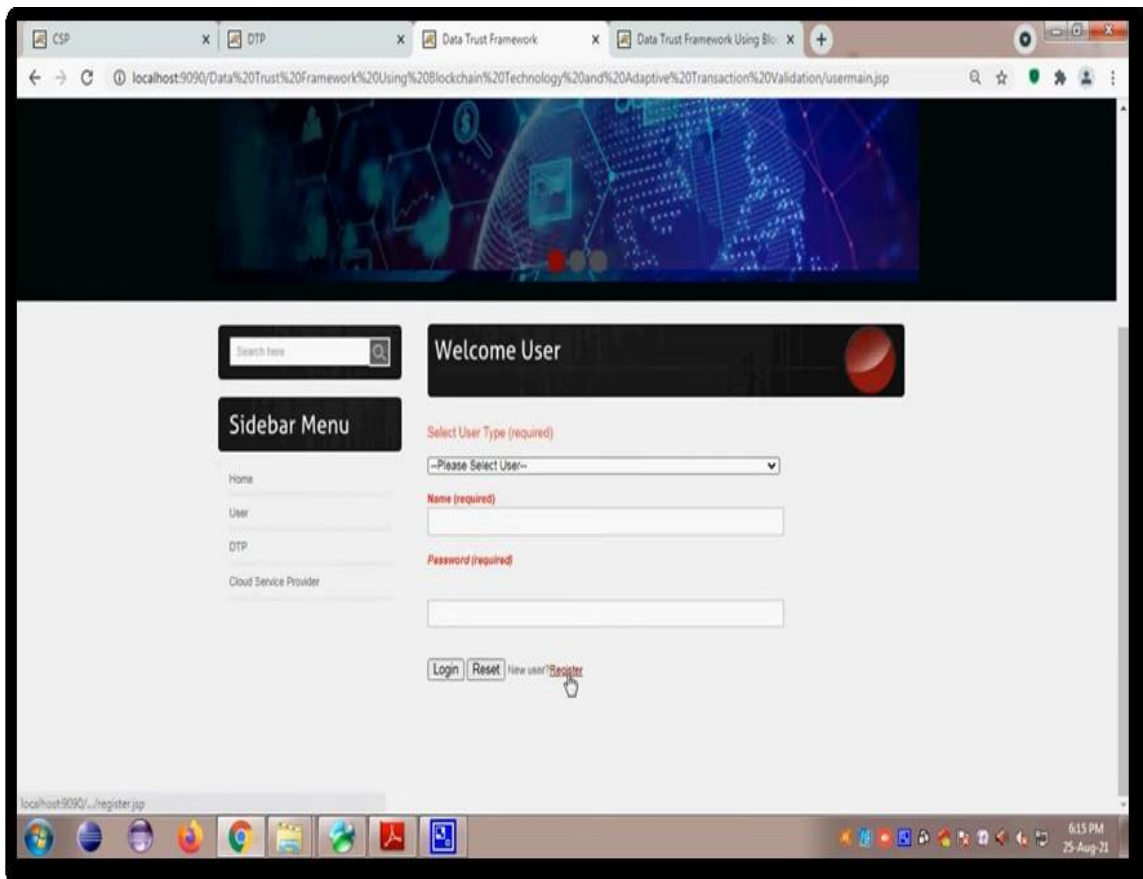 CSP
DTP
Data Trust Framework
Data Trust Framework Using Blo
localhost:9090/Data%20Trust%20Framework%20Using%20Blockchain%20Technology%20and%20Adaptive%20Transaction%20Validation/usermain.jsp
Search here
Welcome User
Sidebar Menu
Home
User
DTP
Cloud Service Provider
Select User Type (required)
--Please Select User--
Name (required)
Password (required)
Login Reset New user?Register
localhost:9090/.../register.jsp
6:15 PM
25-Aug-21